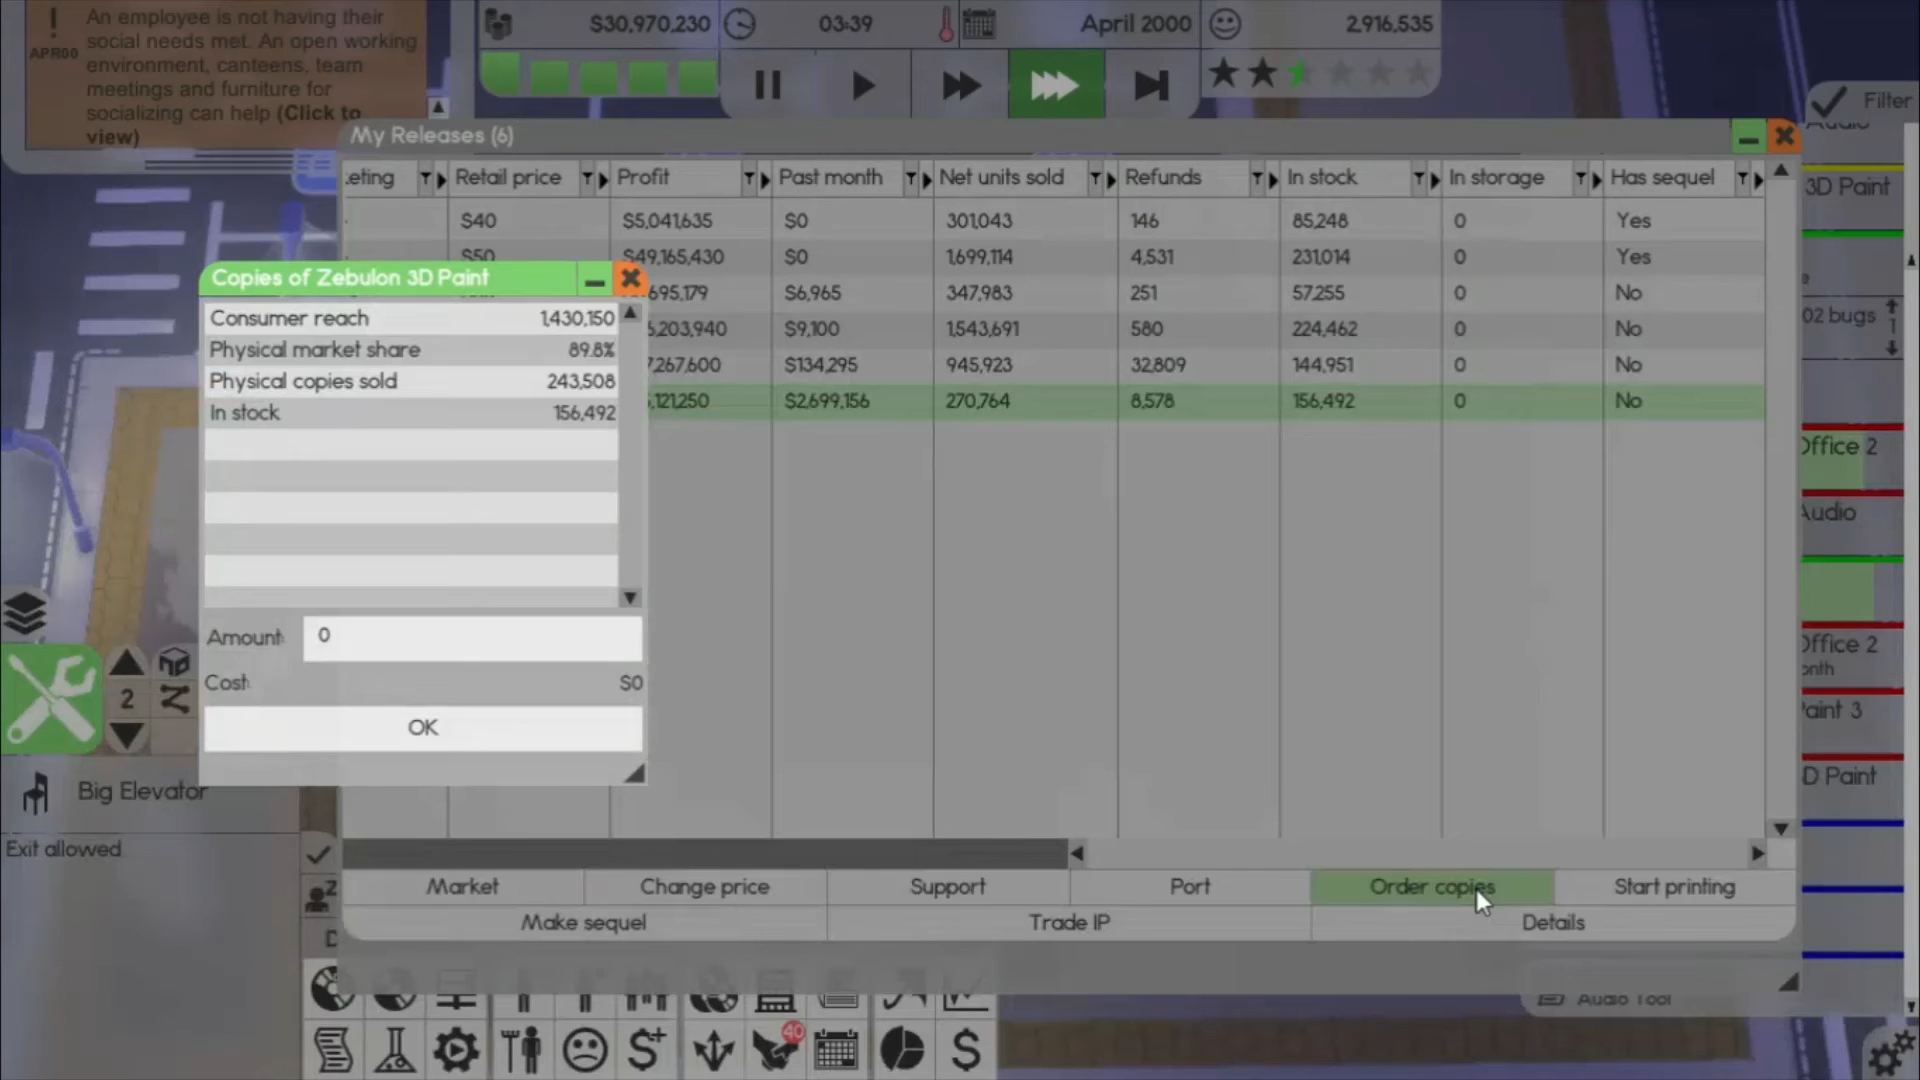 An employee is not having their
social needs met. An open working
environment, canteens, team
meetings and furniture for
socializing can help (Click to
view)
APR00
$30,970,230
03:39
April 2000
2,916,535
Filter
My Releases (6)
eting
Retail price
Profit
Past month
Net units sold
Refunds
In stock
In storage
Has sequel
$40 $5,041,635 $0 301,043 146 85,248 0 Yes
$50 $49,165,430 $0 1,699,114 4,531 231,014 0 Yes
695,179 $6,965 347,983 251 57,255 0 No
6,203,940 $9,100 1,543,691 580 224,462 0 No
7,267,600 $134,295 945,923 32,809 144,951 0 No
,121,250 $2,699,156 270,764 8,578 156,492 0 No
Copies of Zebulon 3D Paint
Consumer reach 1,430,150
Physical market share 89.8%
Physical copies sold 243,508
In stock 156,492
Amount: 0
Cost: $0
OK
Market
Change price
Support
Port
Order copies
Start printing
Make sequel
Trade IP
Details
2
Big Elevator
Exit allowed
40
Audio Tool
Audio
3D Paint
02 bugs
1
Office 2
Audio
Office 2
onth
Paint 3
3D Paint